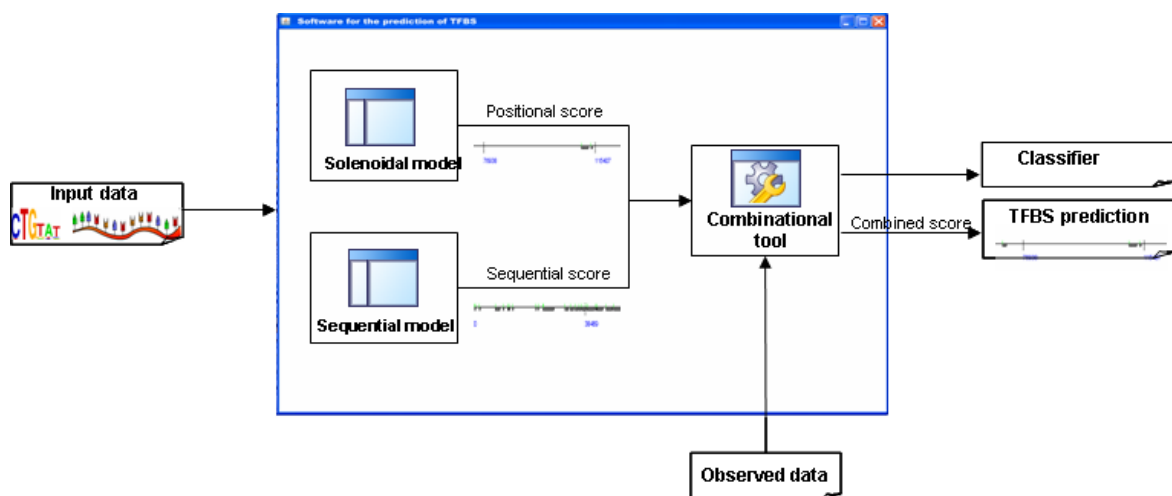 Software for the prediction of TFBS
Positional score
Solenoidal model
Input data
CTGTAT
Classifier
TFBS prediction
Combinational
tool
Combined score
Sequential score
Sequential model
Observed data